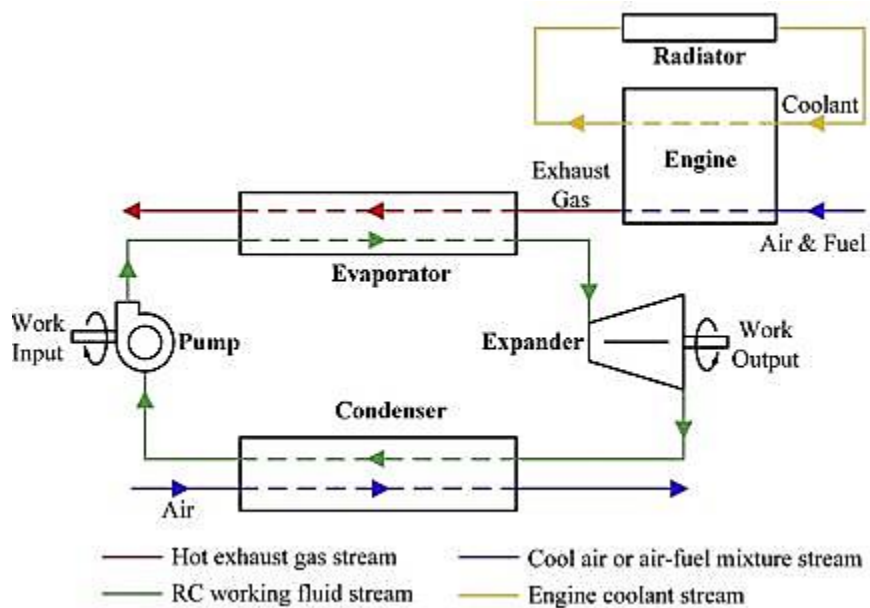 Radiator
Coolant
Engine
Exhaust
Gas
Air & Fuel
Evaporator
Work
Input
Pump
Expander
Work
Output
Condenser
Air
Hot exhaust gas stream
Cool air or air-fuel mixture stream
RC working fluid stream
Engine coolant stream